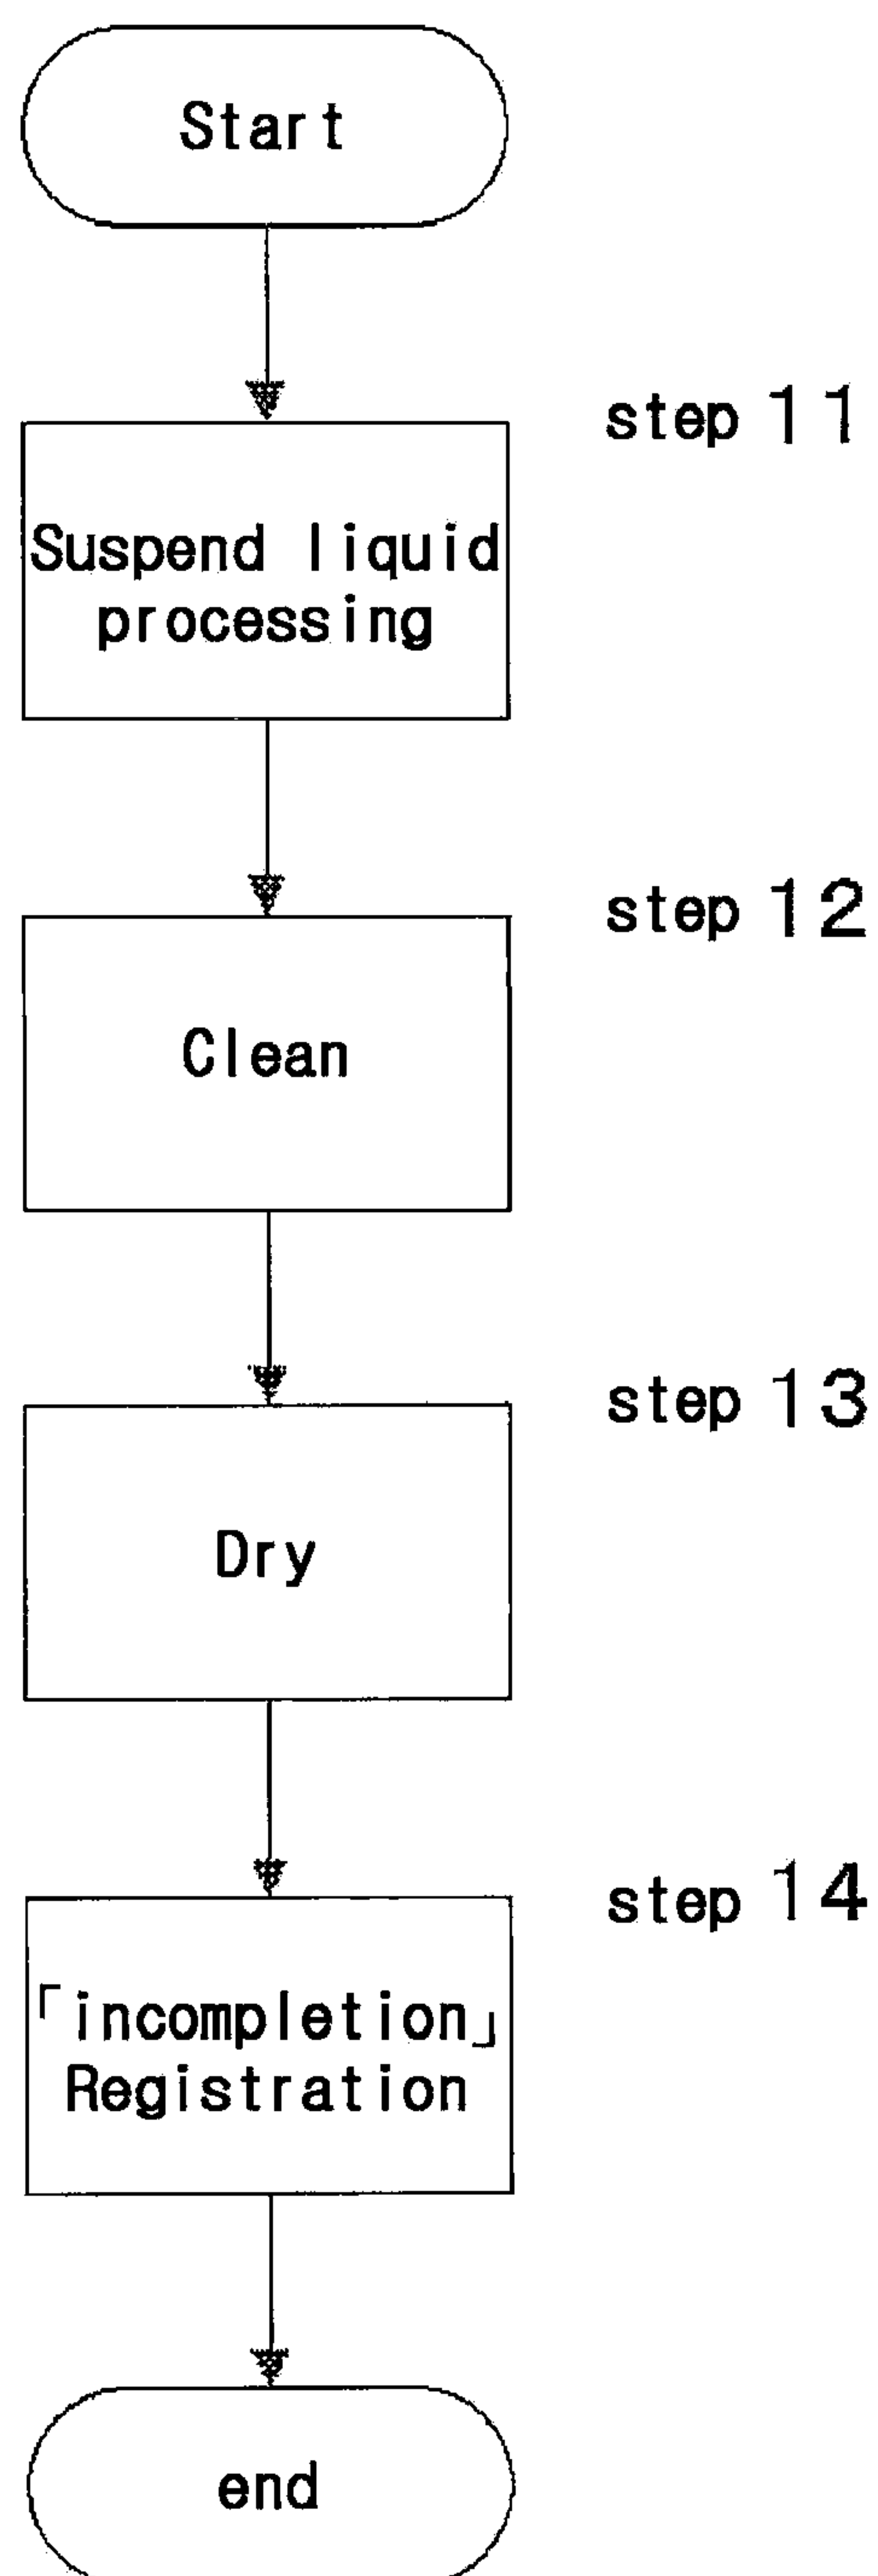 Start
step 11
Suspend liquid
processing
step 12
Clean
step 13
Dry
step 14
「incompletion」
Registration
end